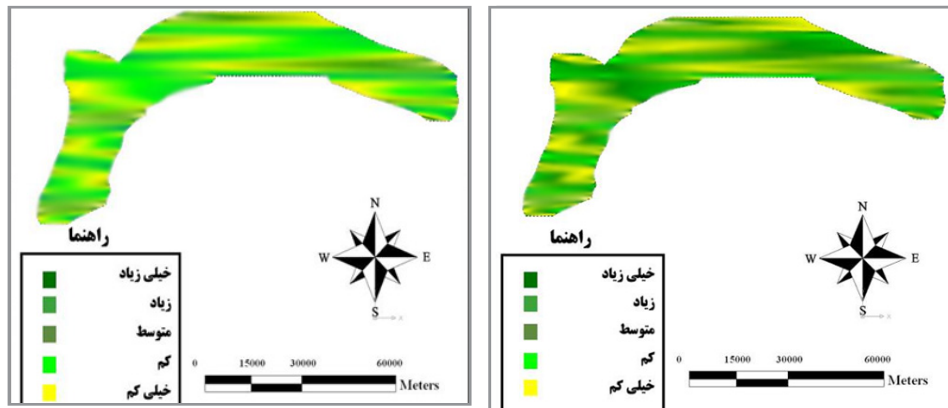 N
W E
S
x
راهنما
خیلی زیاد
زیاد
متوسط
کم
خیلی کم
0 15000 30000 60000
Meters
N
W E
S
x
راهنما
خیلی زیاد
زیاد
متوسط
کم
خیلی کم
0 15000 30000 60000
Meters